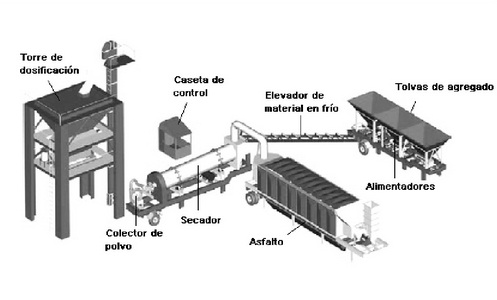 Torre de
dosificación
Caseta de
control
Elevador de
material en frío
Tolvas de agregado
Alimentadores
Secador
Colector de
polvo
Asfalto